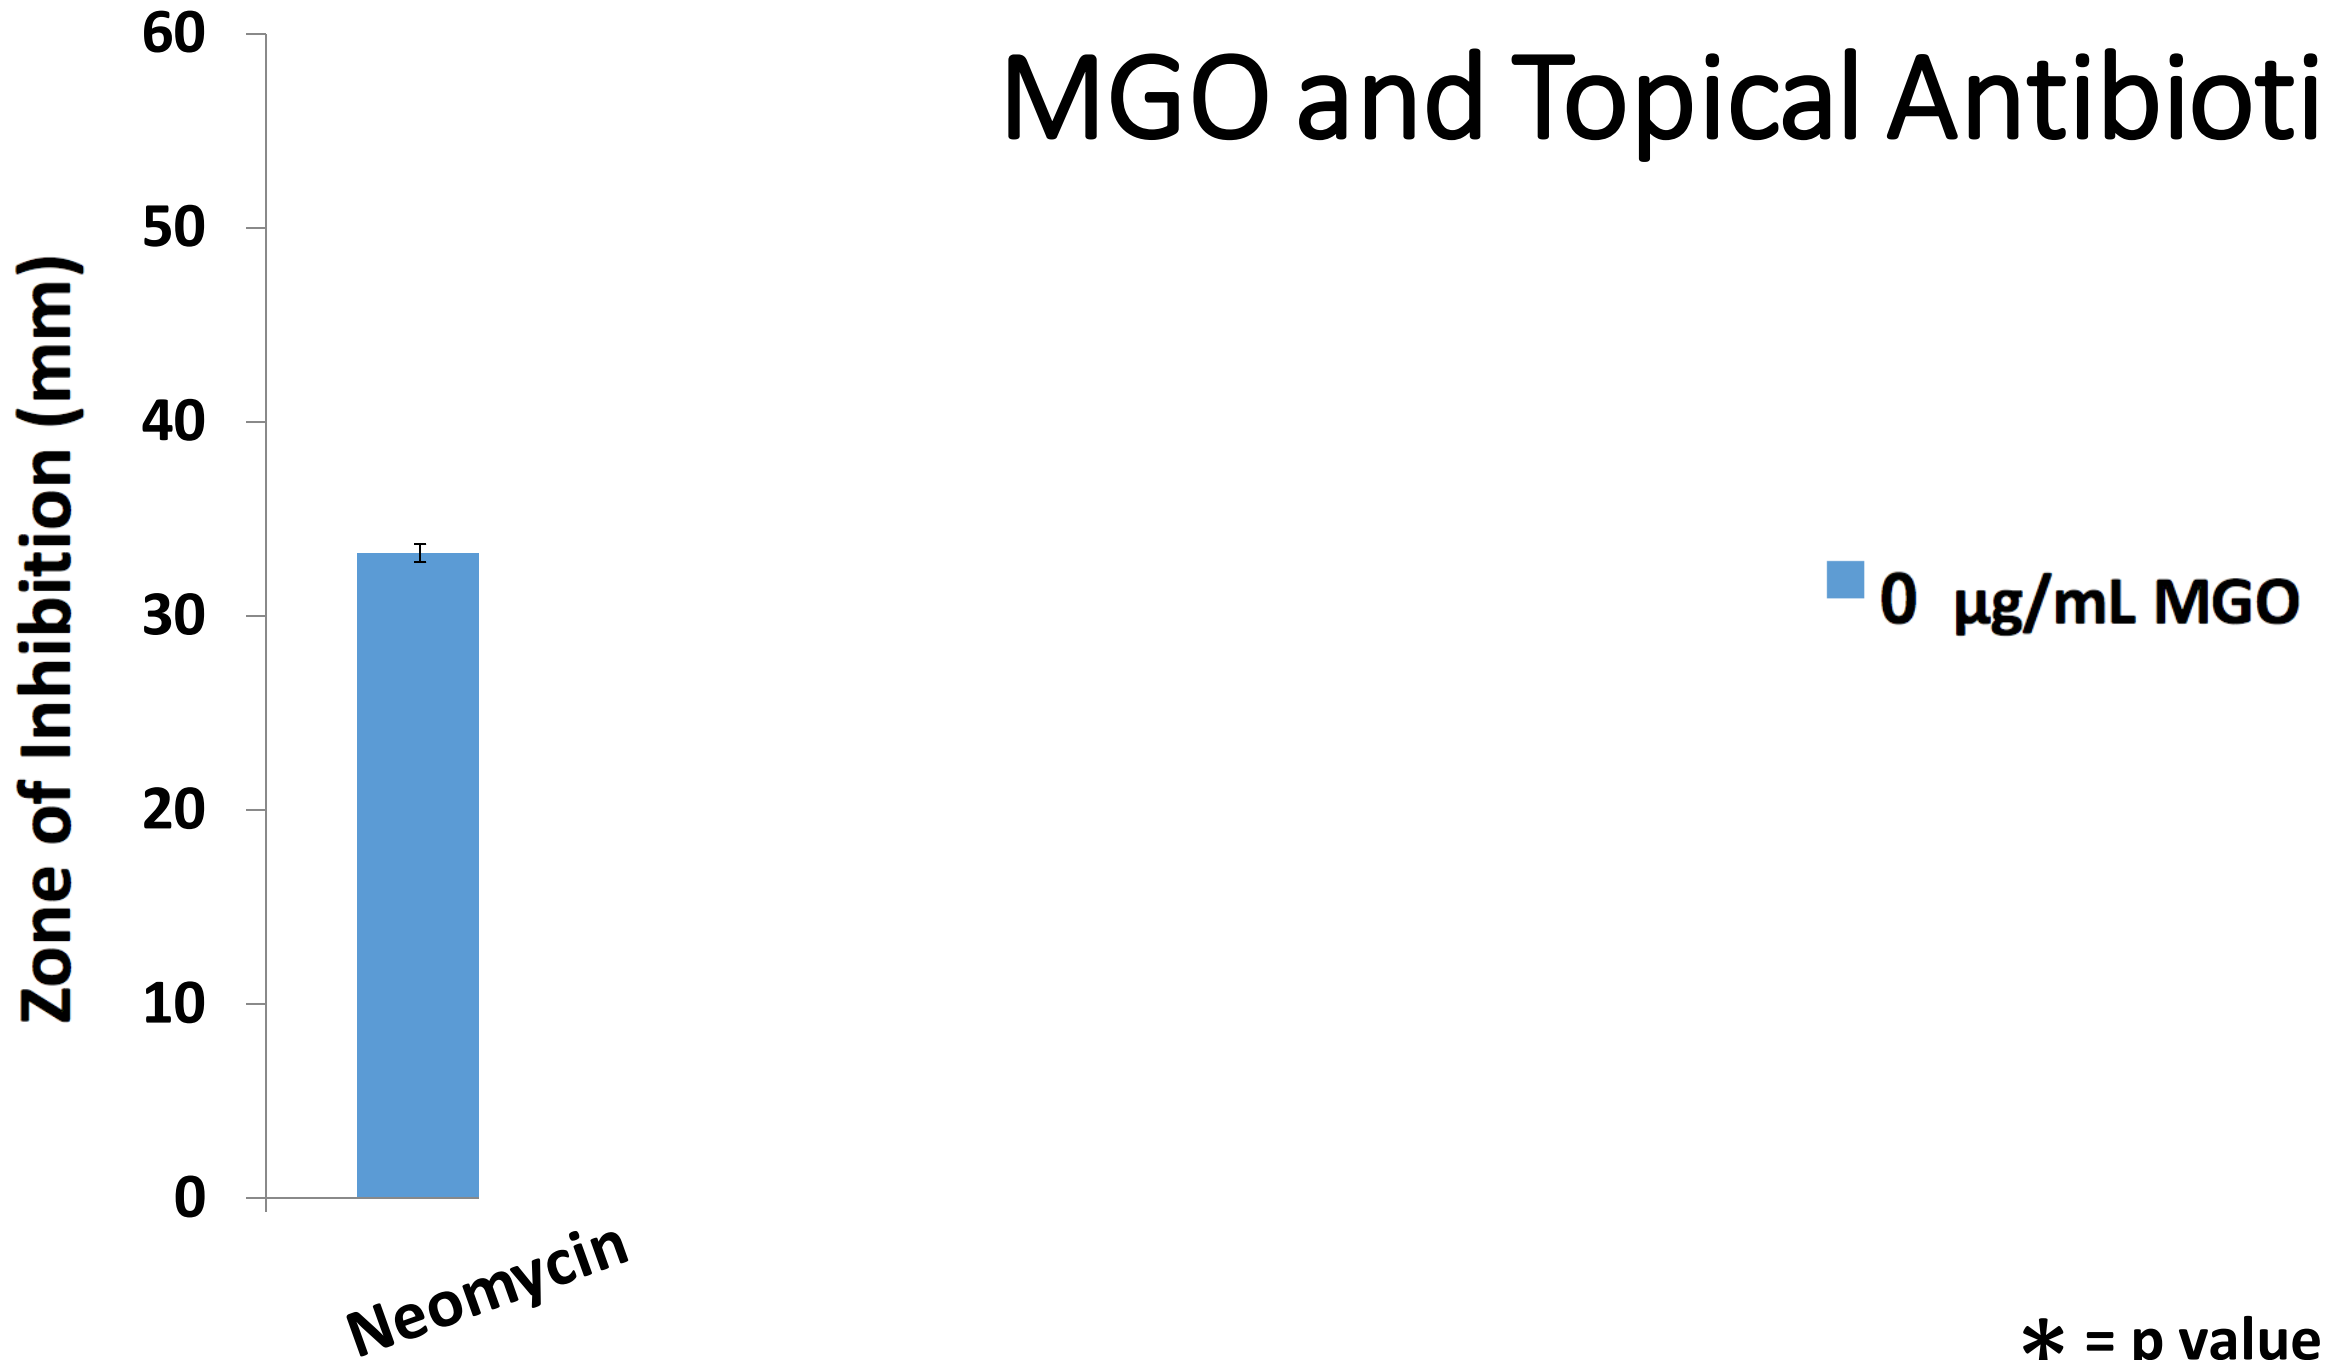 MGO and Topical Antibioti
Zone of Inhibition (mm)
60
50
40
30
20
10
0
0 µg/mL MGO
Neomycin
* = p value